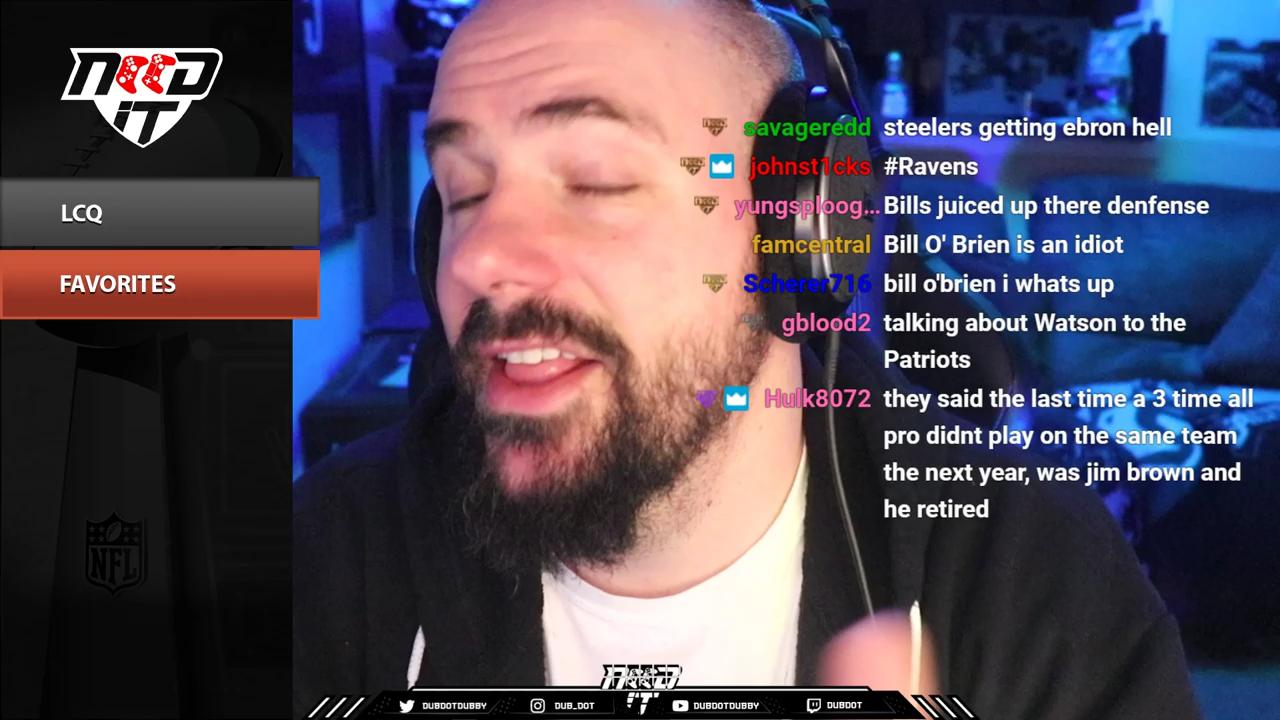 NEED
iT
LCQ
FAVORITES
NFL
savageredd steelers getting ebron hell
johnst1cks #Ravens
yungsploog... Bills juiced up there denfense
famcentral Bill O' Brien is an idiot
Scherer716 bill o'brien i whats up
gblood2 talking about Watson to the
Patriots
Hulk8072 they said the last time a 3 time all
pro didnt play on the same team
the next year, was jim brown and
he retired
NEED
iT
DUBDOTDUBBY DUB_DOT DUBDOTDUBBY DUBDOT